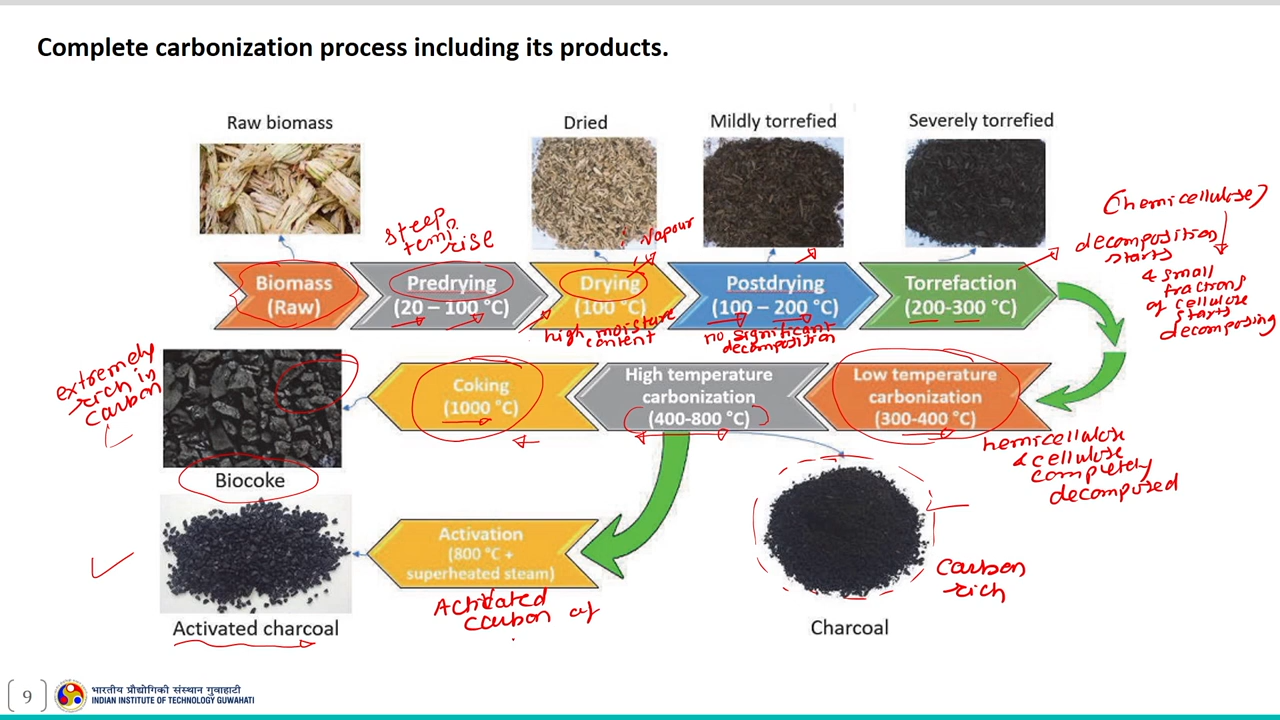 Complete carbonization process including its products.
Raw biomass
Dried
Mildly torrefied
Severely torrefied
steep
temp.
rise
Vapour
(hemicellulose)
decomposition
starts
& small
fractions
of cellulose
starts
decomposing
Biomass
(Raw)
Predrying
(20 – 100 °C)
Drying
(100 °C)
Postdrying
(100 – 200 °C)
Torrefaction
(200-300 °C)
high moisture
content
no significant
decomposition
extremely
rich in
carbon
Coking
(1000 °C)
High temperature
carbonization
(400-800 °C)
Low temperature
carbonization
(300-400 °C)
hemicellulose
& cellulose
completely
decomposed
Biocoke
Activation
(800 °C +
superheated steam)
Activated
carbon of
carbon
rich
Activated charcoal
Charcoal
9
भारतीय प्रौद्योगिकी संस्थान गुवाहाटी
INDIAN INSTITUTE OF TECHNOLOGY GUWAHATI